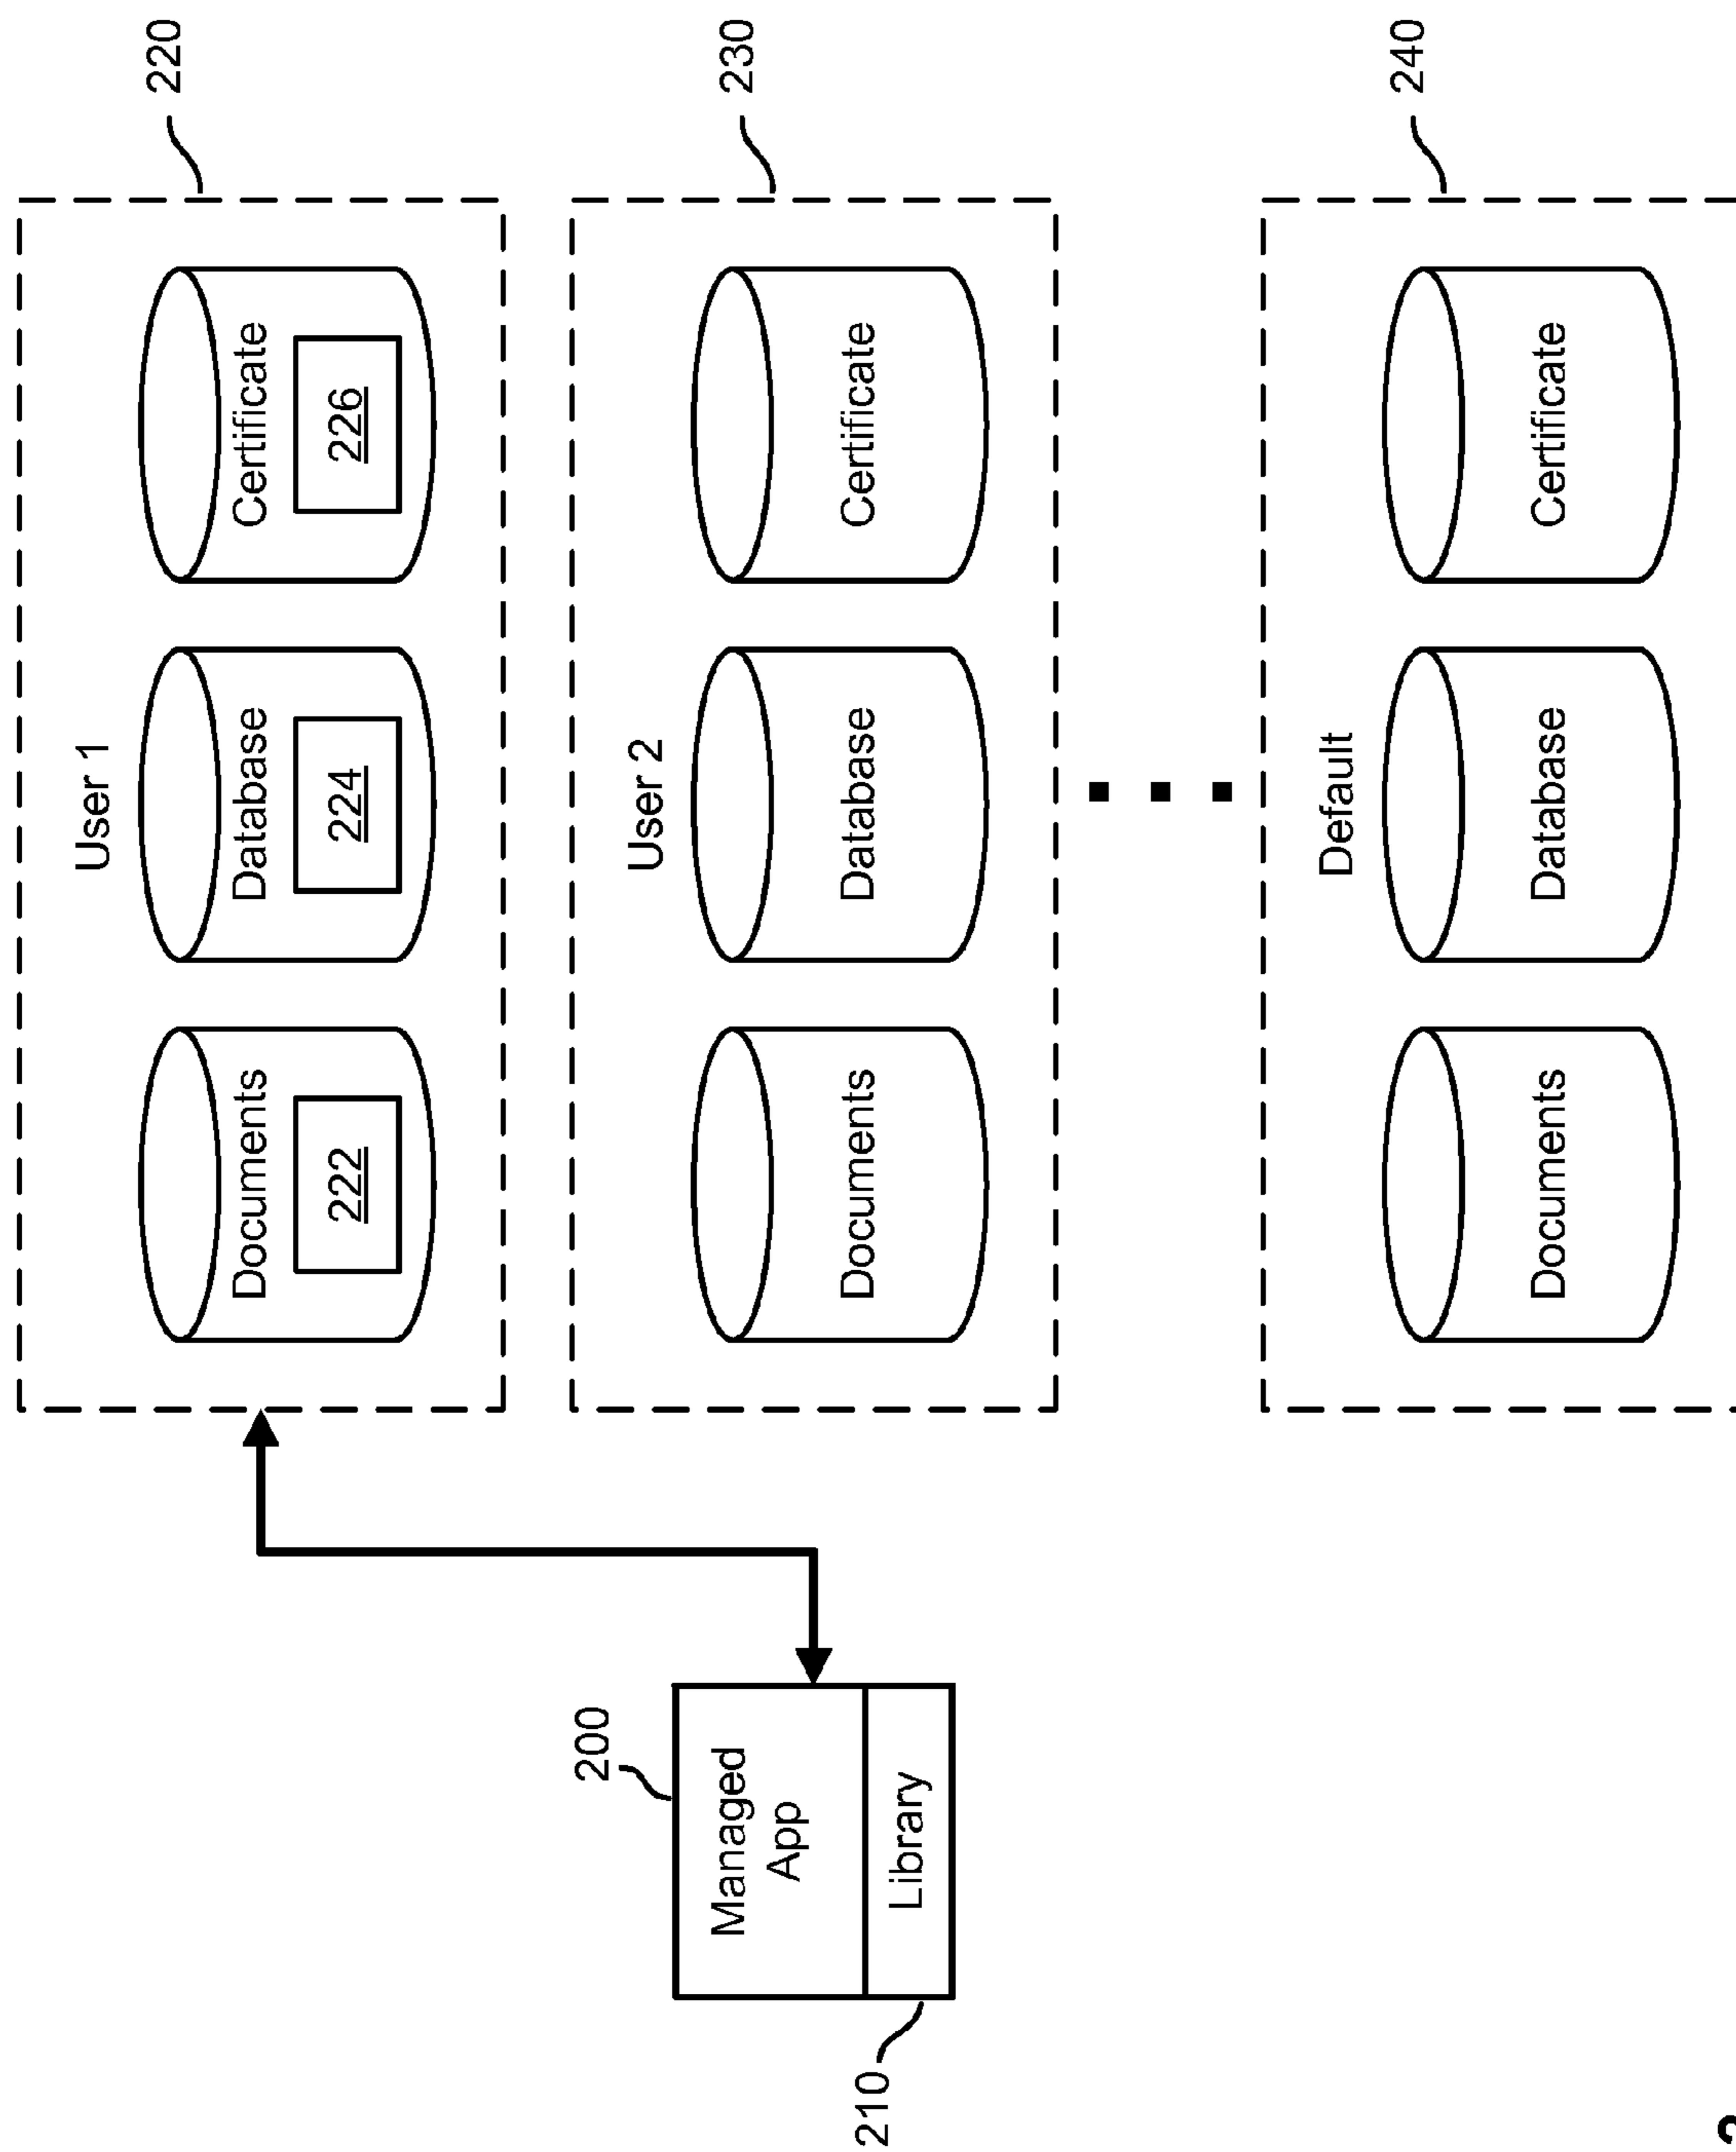 User 1
220
Documents
Database
Certificate
222
224
226
200
Managed
App
Library
210
User 2
230
Documents
Database
Certificate
Default
240
Documents
Database
Certificate